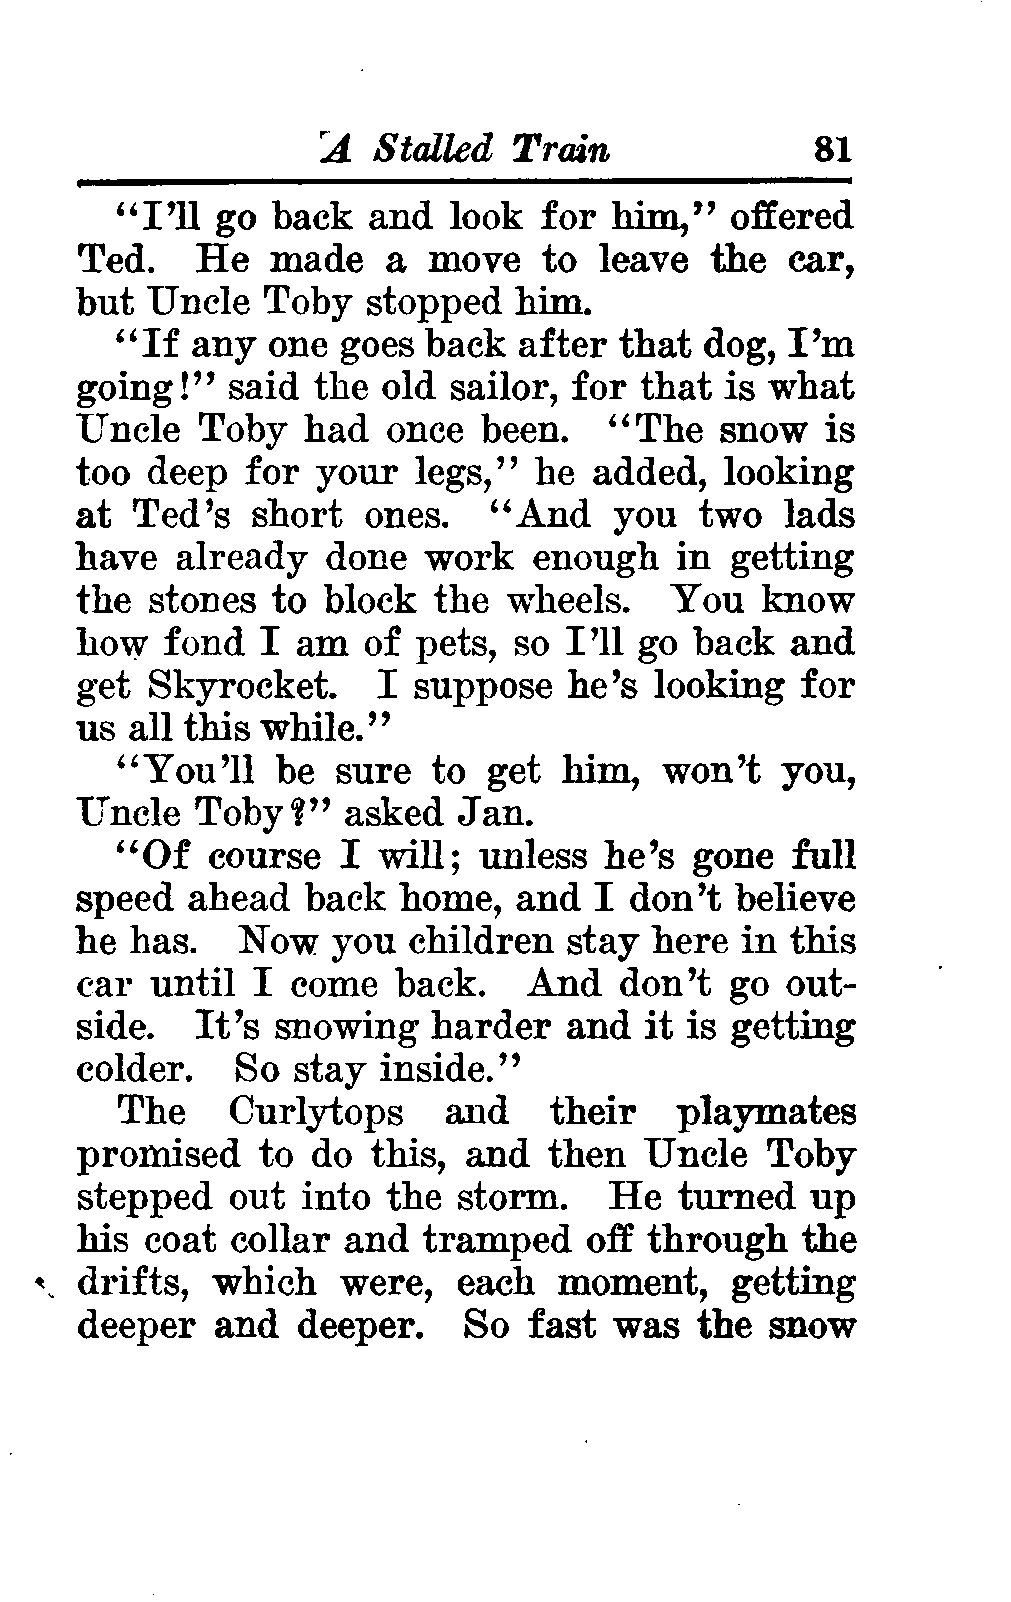 A Stalled Train 81
"I'll go back and look for him," offered
Ted. He made a move to leave the car,
but Uncle Toby stopped him.
"If any one goes back after that dog, I'm
going!" said the old sailor, for that is what
Uncle Toby had once been. "The snow is
too deep for your legs," he added, looking
at Ted's short ones. "And you two lads
have already done work enough in getting
the stones to block the wheels. You know
how fond I am of pets, so I'll go back and
get Skyrocket. I suppose he's looking for
us all this while."
"You'll be sure to get him, won't you,
Uncle Toby?" asked Jan.
"Of course I will; unless he's gone full
speed ahead back home, and I don't believe
he has. Now you children stay here in this
car until I come back. And don't go out-
side. It's snowing harder and it is getting
colder. So stay inside."
The Curlytops and their playmates
promised to do this, and then Uncle Toby
stepped out into the storm. He turned up
his coat collar and tramped off through the
drifts, which were, each moment, getting
deeper and deeper. So fast was the snow